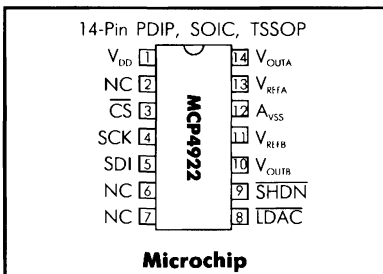 14-Pin PDIP, SOIC, TSSOP
VDD 1 14 VOUTA
NC 2 13 VREFA
CS 3 12 AVSS
SCK 4 11 VREFB
SDI 5 10 VOUTB
NC 6 9 SHDN
NC 7 8 LDAC
MCP4922
Microchip